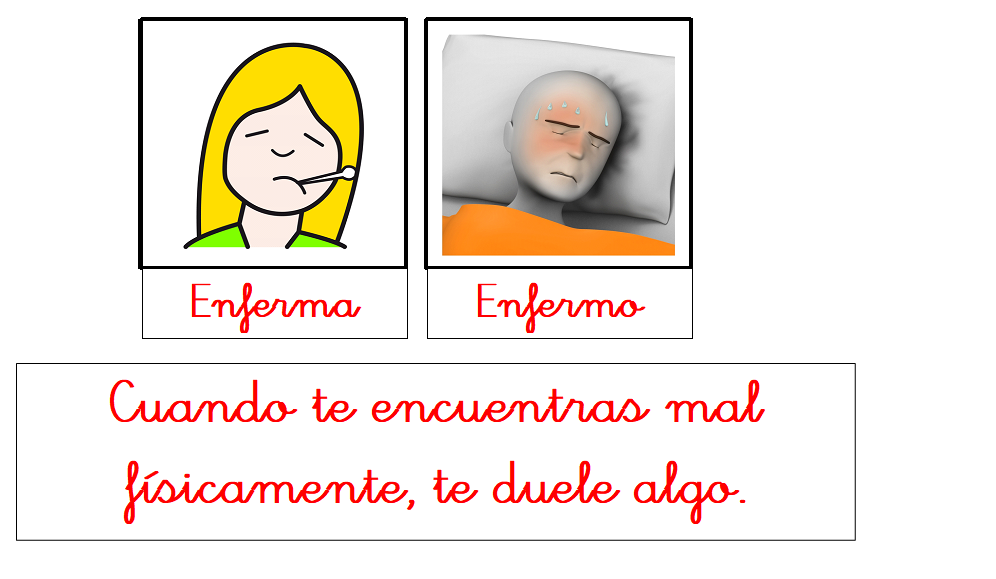 Enferma
Enfermo
Cuando te encuentras mal
físicamente, te duele algo.